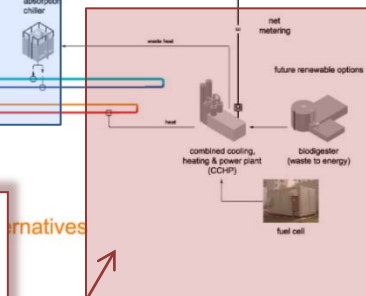 absorption
chiller
net
metering
waste heat
future renewable options
heat
combined cooling,
heating & power plant
(CCHP)
biodigester
(waste to energy)
fuel cell
ernatives